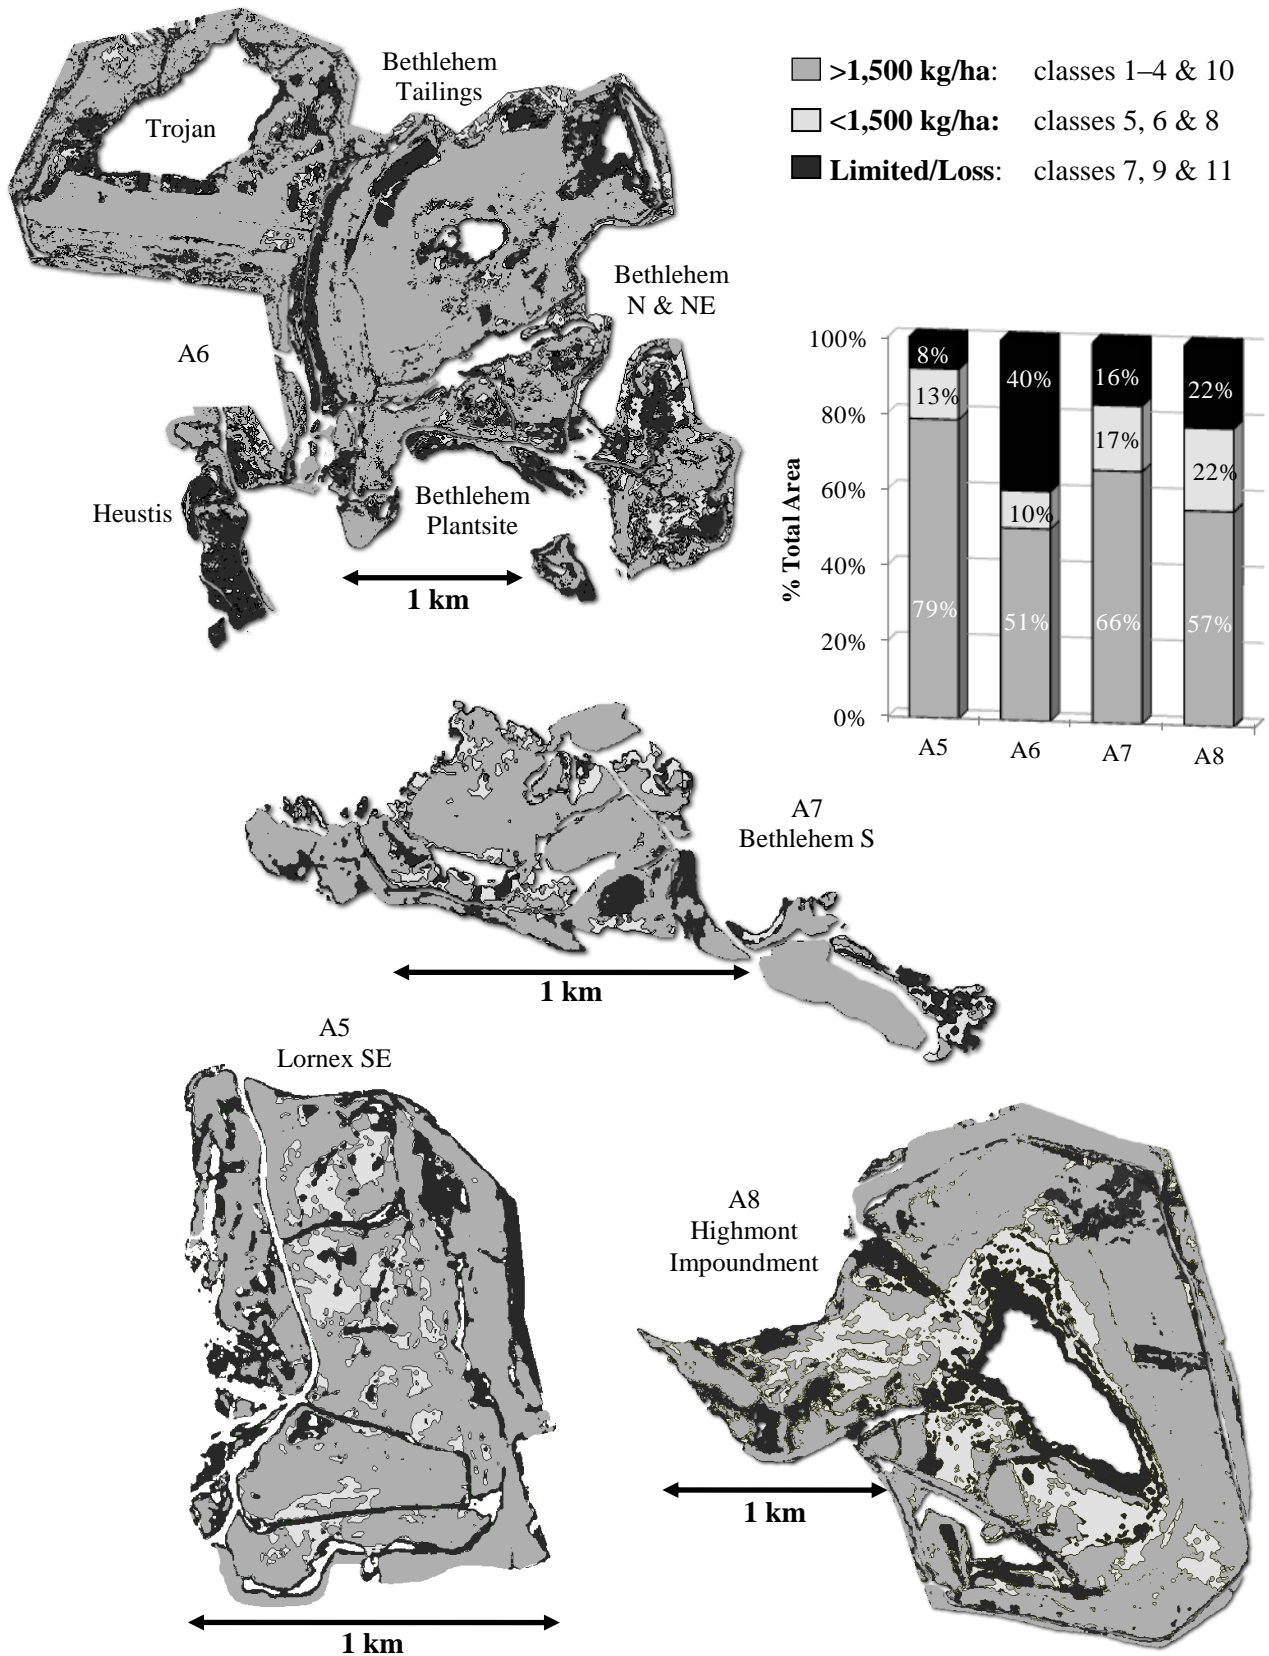 Bethlehem
Tailings
Trojan
>1,500 kg/ha: classes 1–4 & 10
<1,500 kg/ha: classes 5, 6 & 8
Limited/Loss: classes 7, 9 & 11
Bethlehem
N & NE
A6
Heustis
Bethlehem
Plantsite
1 km
% Total Area
100%
80%
60%
40%
20%
0%
8%
13%
79%
40%
10%
51%
16%
17%
66%
22%
22%
57%
A5
A6
A7
A8
A7
Bethlehem S
1 km
A5
Lornex SE
1 km
A8
Highmont
Impoundment
1 km